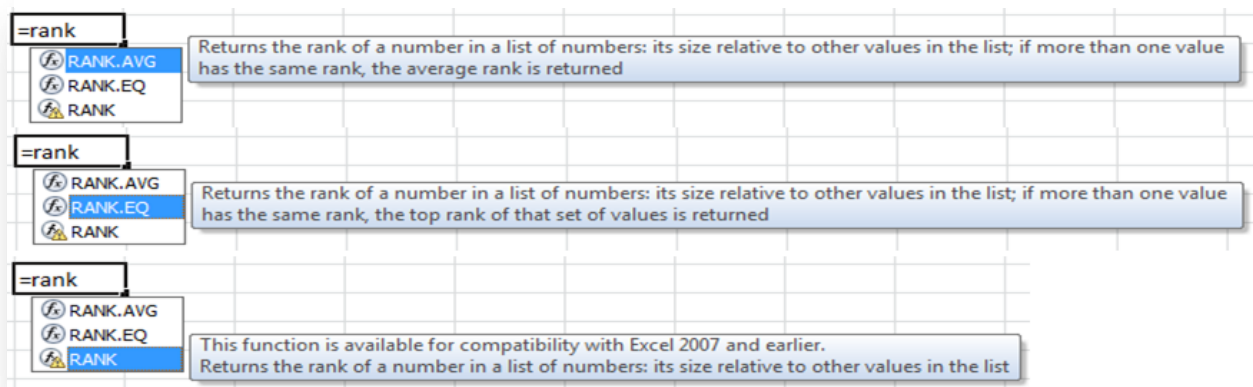 =rank
RANK.AVG
Returns the rank of a number in a list of numbers: its size relative to other values in the list; if more than one value
has the same rank, the average rank is returned
RANK.EQ
RANK
=rank
RANK.AVG
RANK.EQ
Returns the rank of a number in a list of numbers: its size relative to other values in the list; if more than one value
has the same rank, the top rank of that set of values is returned
RANK
=rank
RANK.AVG
RANK.EQ
RANK
This function is available for compatibility with Excel 2007 and earlier.
Returns the rank of a number in a list of numbers: its size relative to other values in the list